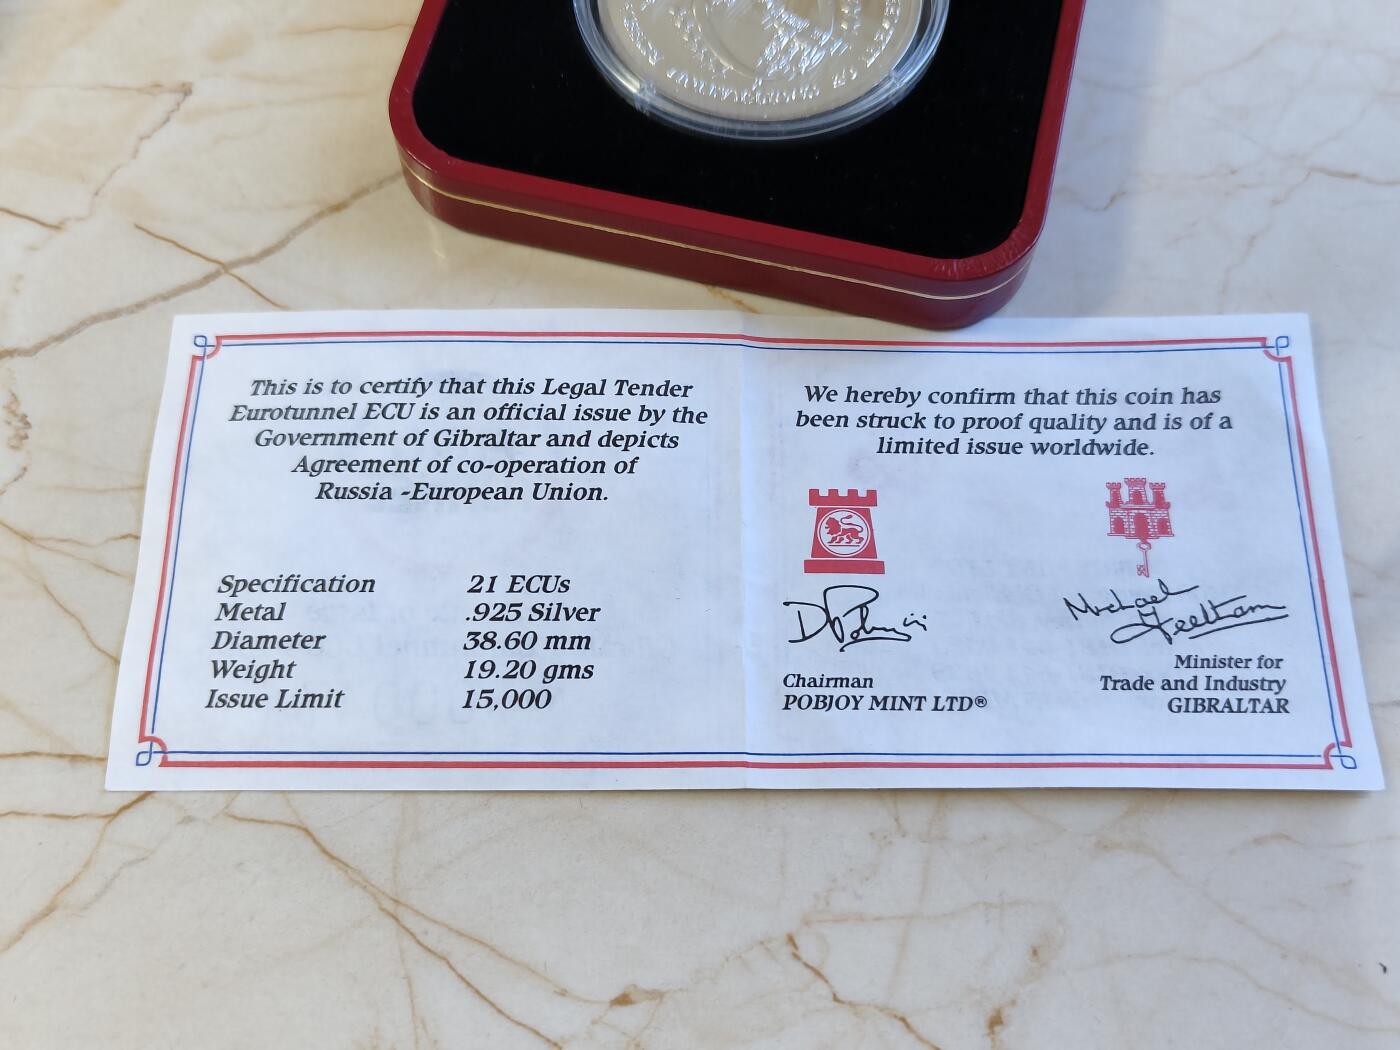 This is to certify that this Legal Tender
Eurotunnel ECU is an official issue by the
Government of Gibraltar and depicts
Agreement of co-operation of
Russia -European Union.
Specification 21 ECUs
Metal .925 Silver
Diameter 38.60 mm
Weight 19.20 gms
Issue Limit 15,000
We hereby confirm that this coin has
been struck to proof quality and is of a
limited issue worldwide.
Michael
Feetham
Chairman
POBJOY MINT LTD®
Minister for
Trade and Industry
GIBRALTAR